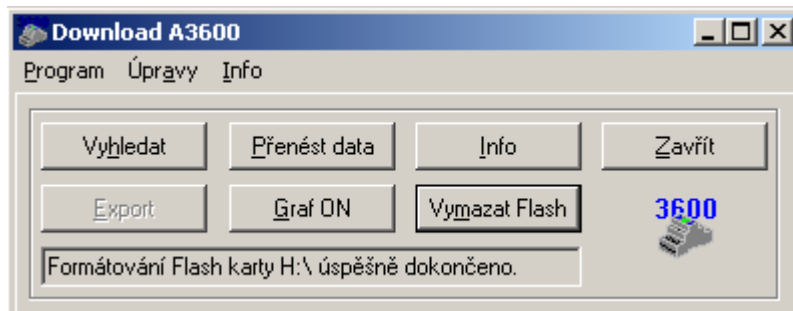 Download A3600
Program Úpravy Info
Vyhledat Přenést data Info Zavřít
Export Graf ON Vymazat Flash 3600
Formátování Flash karty H:\ úspěšně dokončeno.